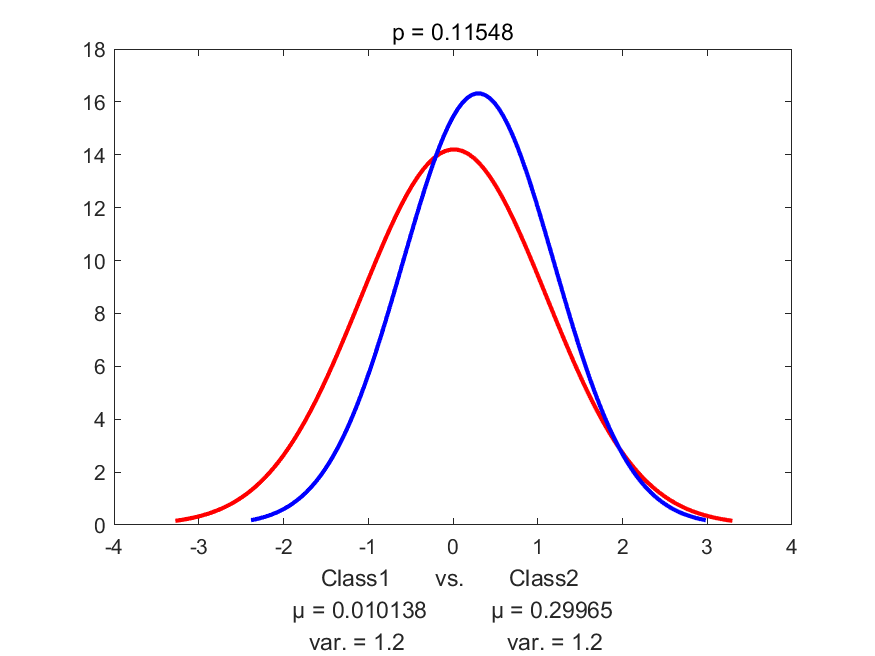 p = 0.11548
18
16
14
12
10
8
6
4
2
0
-4 -3 -2 -1 0 1 2 3 4
Class1 vs. Class2
µ = 0.010138 µ = 0.29965
var. = 1.2 var. = 1.2